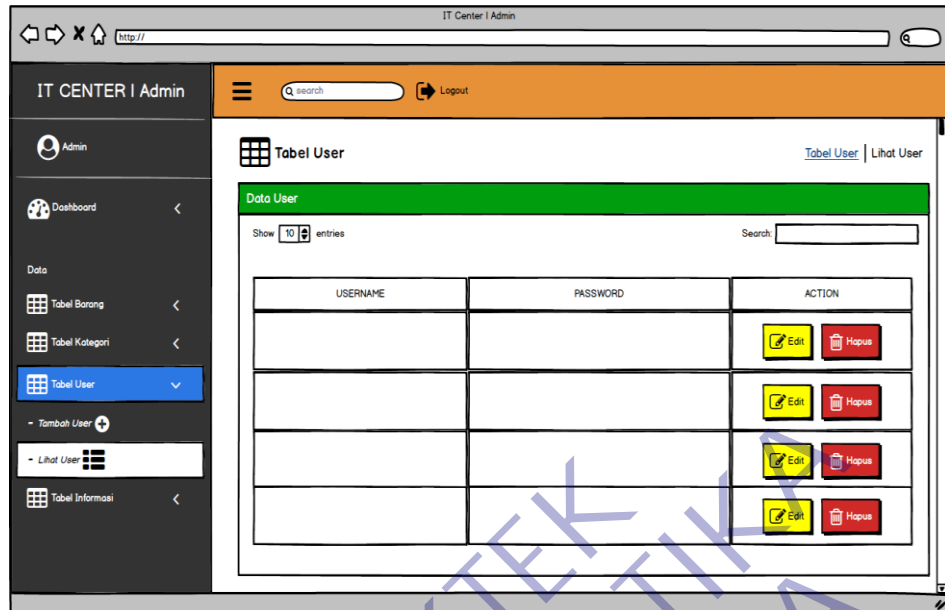 IT Center | Admin
http://
IT CENTER | Admin
search
Logout
Admin
Tabel User
Tabel User | Lihat User
Dashboard
Data User
Show 10 entries
Search:
Data
USERNAME PASSWORD ACTION
Tabel Barang
Edit Hapus
Tabel Kategori
Tabel User
Edit Hapus
- Tambah User
- Lihat User
Edit Hapus
Tabel Informasi
Edit Hapus
TEK
TIKA